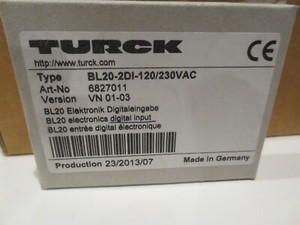 TURCK
CE
http://www.turck.com
Type BL20-2DI-120/230VAC
Art-No 6827011
Version VN 01-03
BL20 Elektronik Digitaleingabe
BL20 electronics digital input
BL20 entrée digital électronique
Production 23/2013/07 Made in Germany